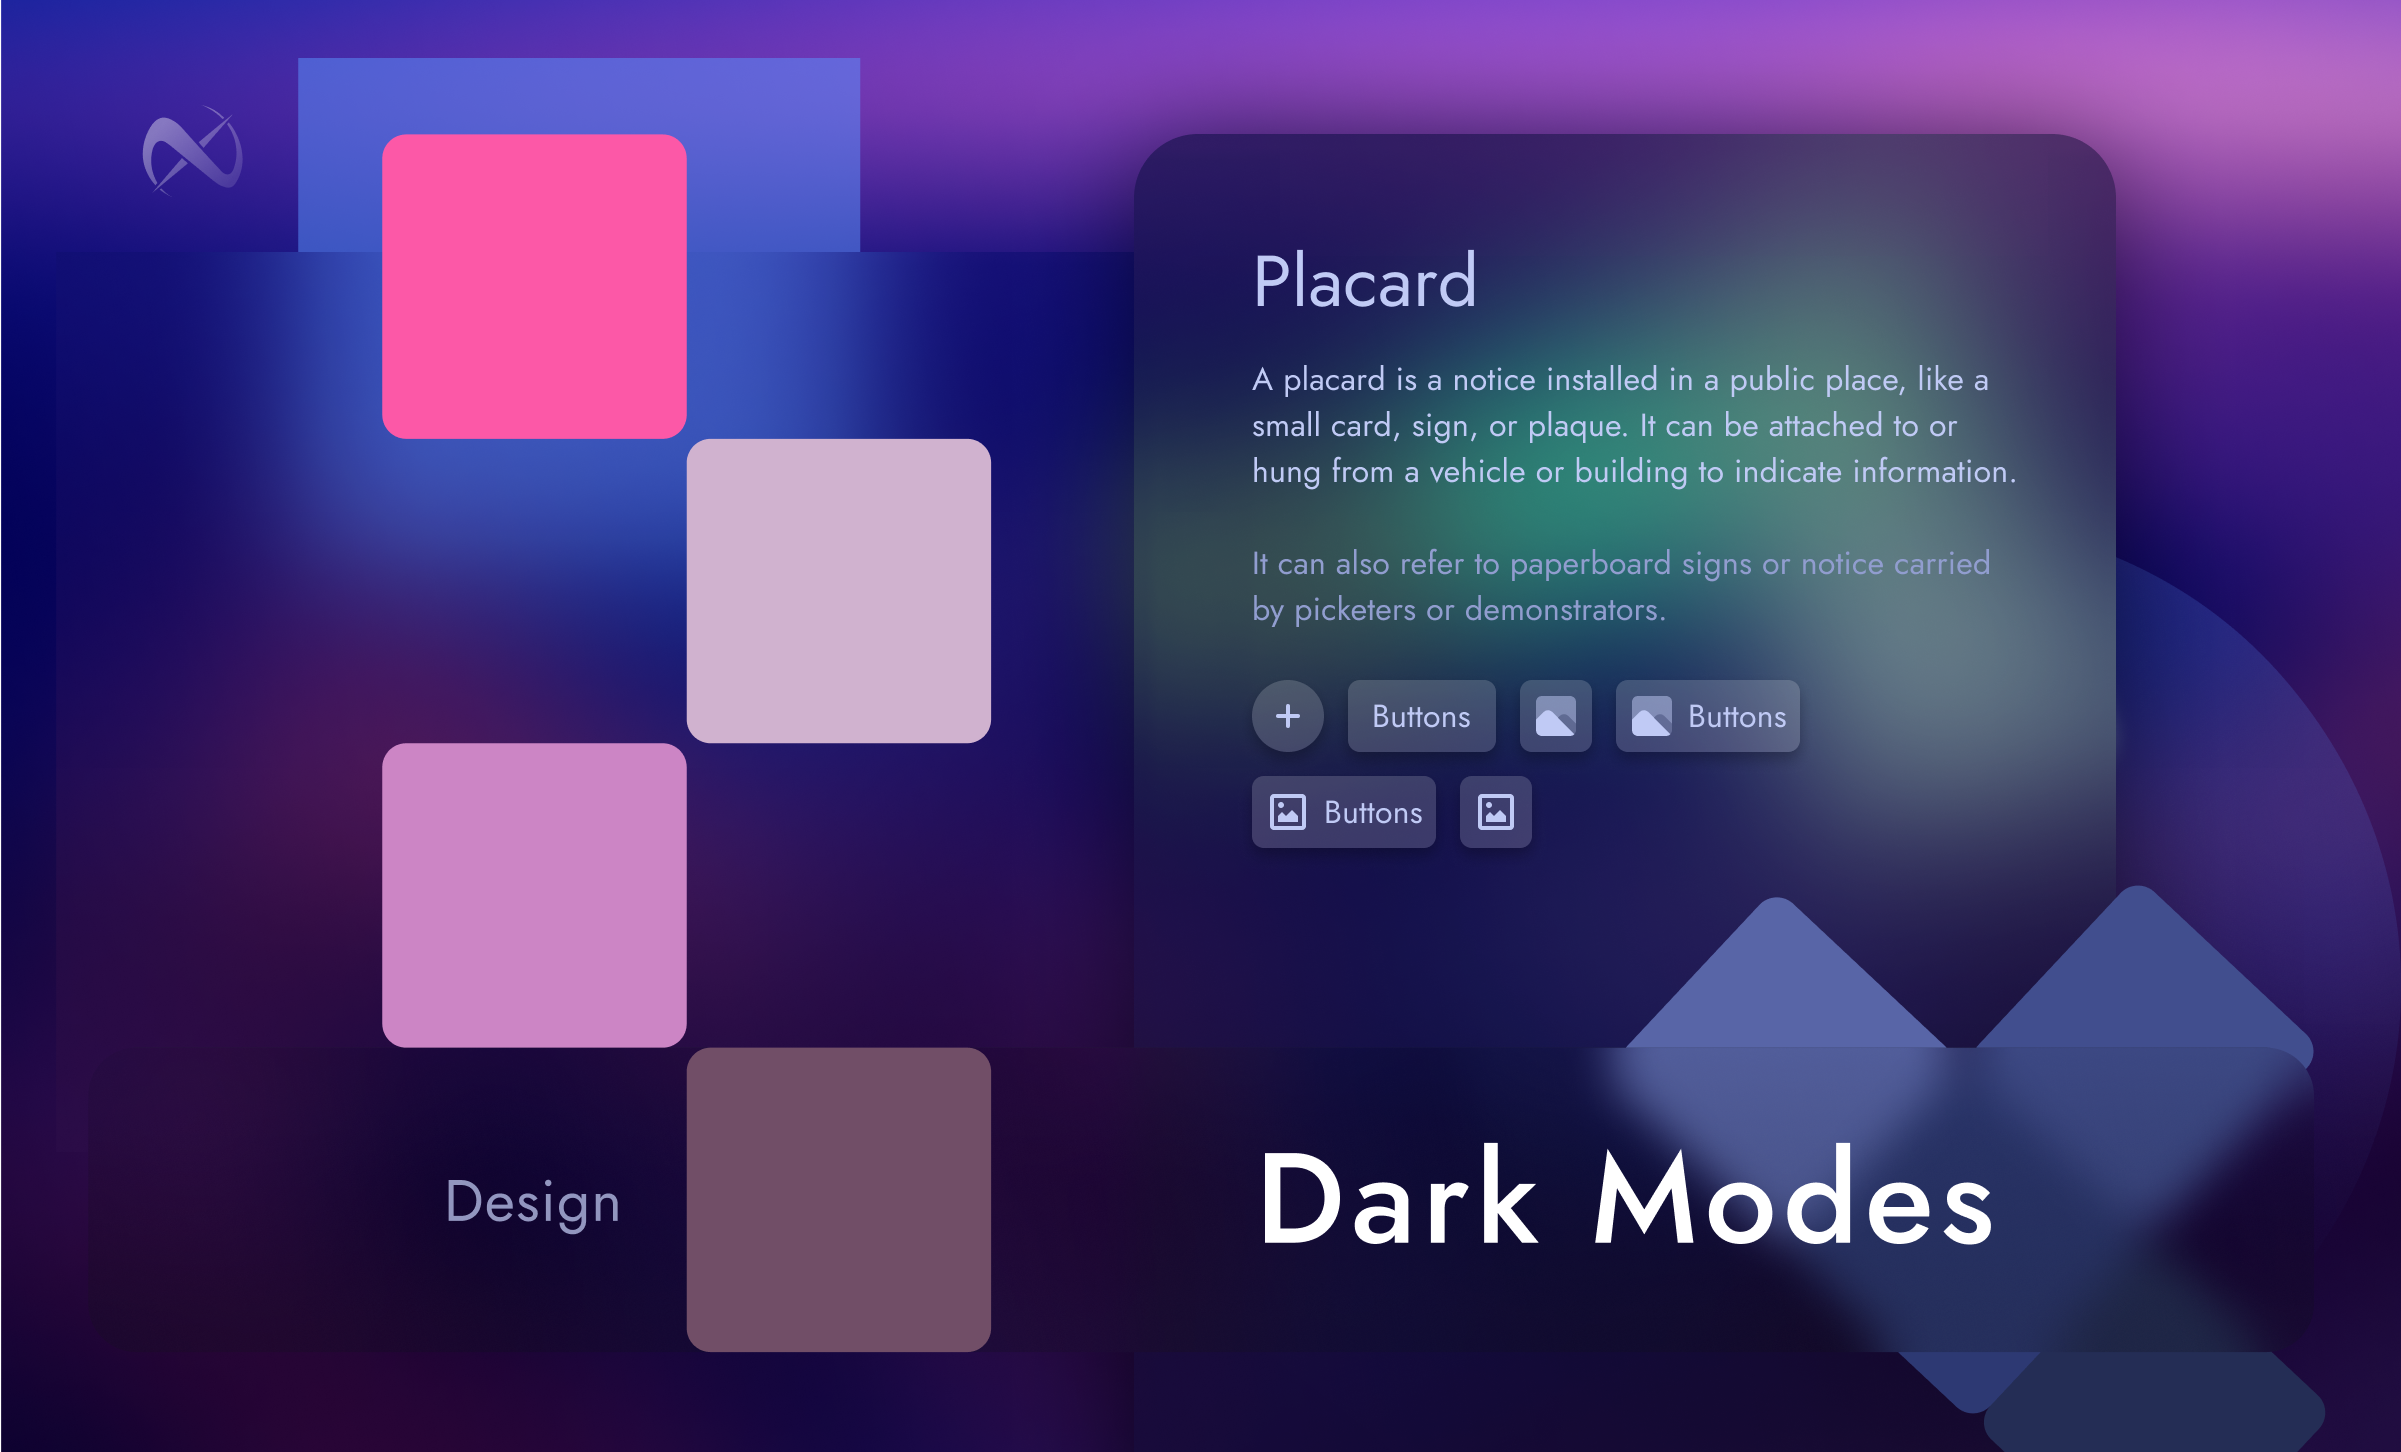 Placard
A placard is a notice installed in a public place, like a
small card, sign, or plaque. It can be attached to or
hung from a vehicle or building to indicate information.
It can also refer to paperboard signs or notice carried
by picketers or demonstrators.
Buttons Buttons
Buttons
Design Dark Modes